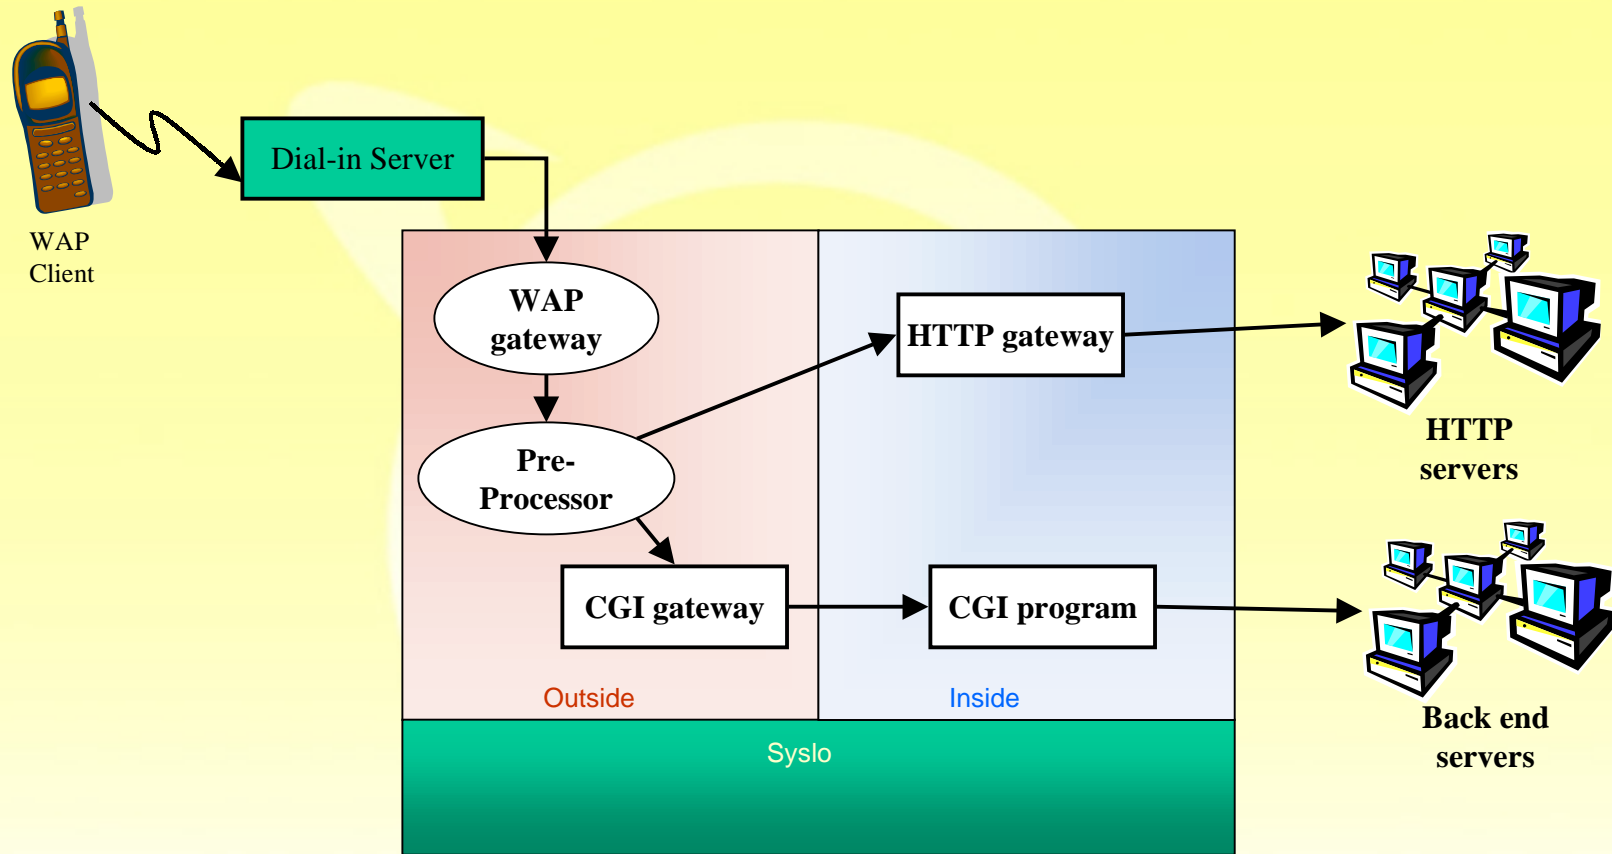 Dial-in Server
WAP
Client
WAP
gateway
HTTP gateway
Pre-
Processor
HTTP
servers
CGI gateway
CGI program
Outside
Inside
Back end
servers
Syslo